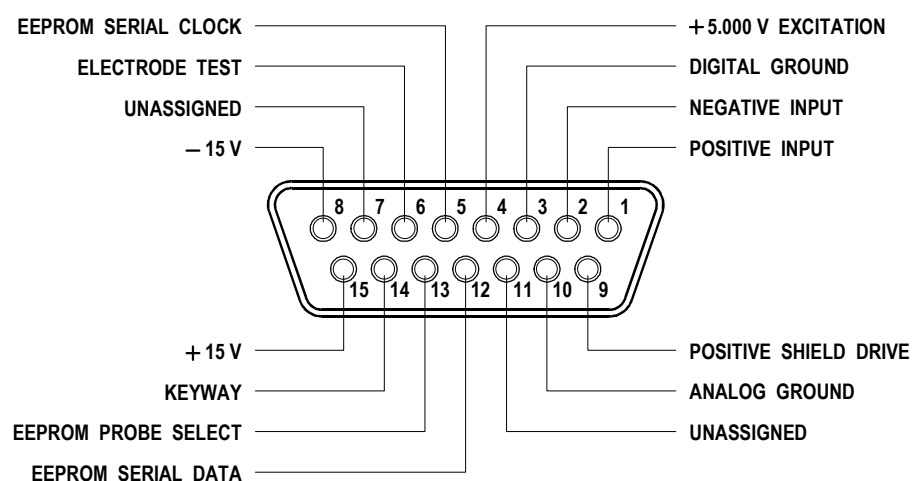 EEPROM SERIAL CLOCK
ELECTRODE TEST
UNASSIGNED
−15 V
+5.000 V EXCITATION
DIGITAL GROUND
NEGATIVE INPUT
POSITIVE INPUT
8 7 6 5 4 3 2 1
15 14 13 12 11 10 9
+15 V
KEYWAY
EEPROM PROBE SELECT
EEPROM SERIAL DATA
POSITIVE SHIELD DRIVE
ANALOG GROUND
UNASSIGNED